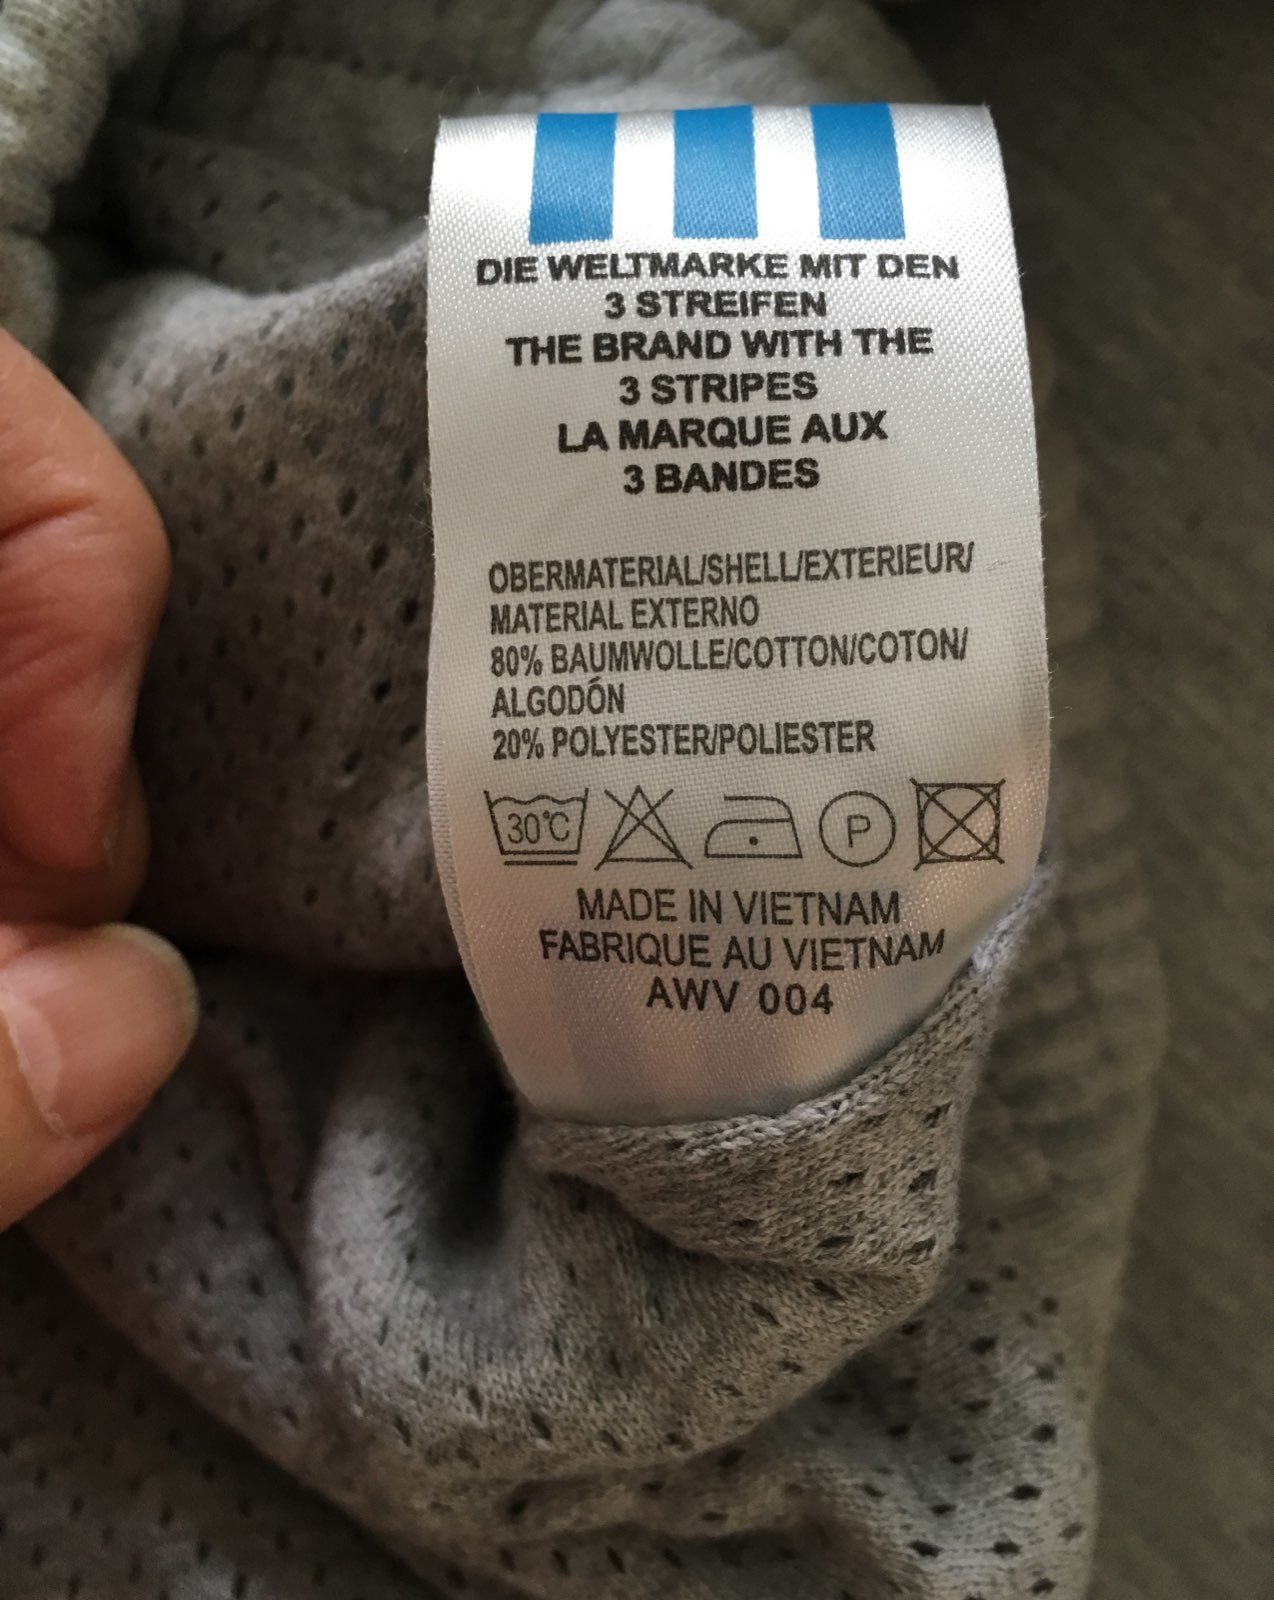 DIE WELTMARKE MIT DEN
3 STREIFEN
THE BRAND WITH THE
3 STRIPES
LA MARQUE AUX
3 BANDES
OBERMATERIAL/SHELL/EXTERIEUR/
MATERIAL EXTERNO
80% BAUMWOLLE/COTTON/COTON/
ALGODÓN
20% POLYESTER/POLIESTER
30°C P
MADE IN VIETNAM
FABRIQUE AU VIETNAM
AWV 004